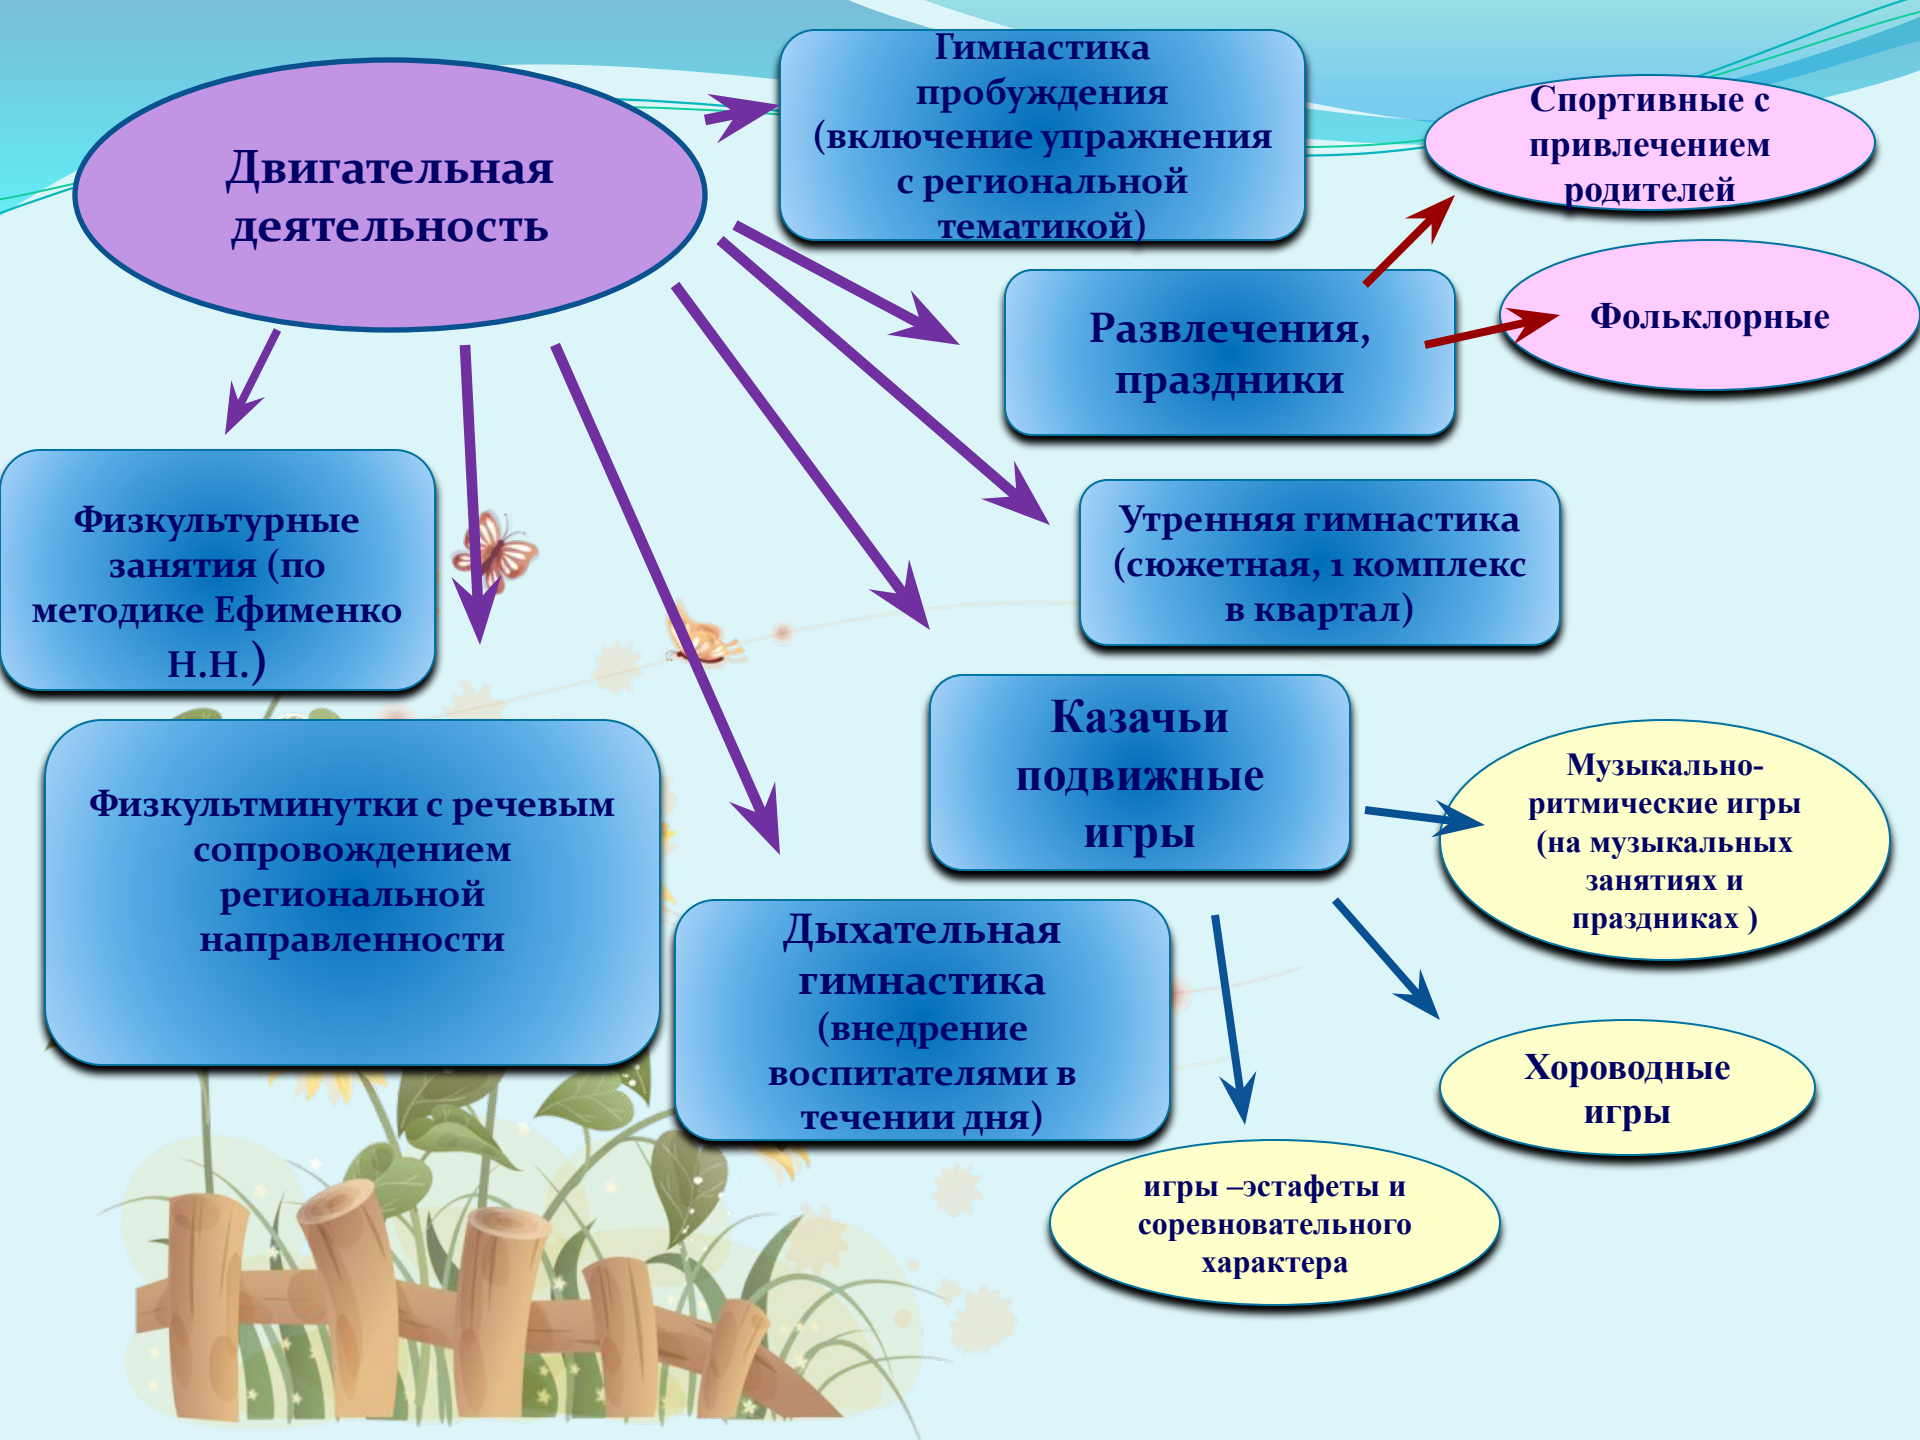 Двигательная
деятельность
Гимнастика
пробуждения
(включение упражнения
с региональной
тематикой)
Спортивные с
привлечением
родителей
Развлечения,
праздники
Фольклорные
Физкультурные
занятия (по
методике Ефименко
Н.Н.)
Утренняя гимнастика
(сюжетная, 1 комплекс
в квартал)
Казачьи
подвижные
игры
Музыкально-
ритмические игры
(на музыкальных
занятиях и
праздниках )
Физкультминутки с речевым
сопровождением
региональной
направленности
Дыхательная
гимнастика
(внедрение
воспитателями в
течении дня)
Хороводные
игры
игры –эстафеты и
соревновательного
характера